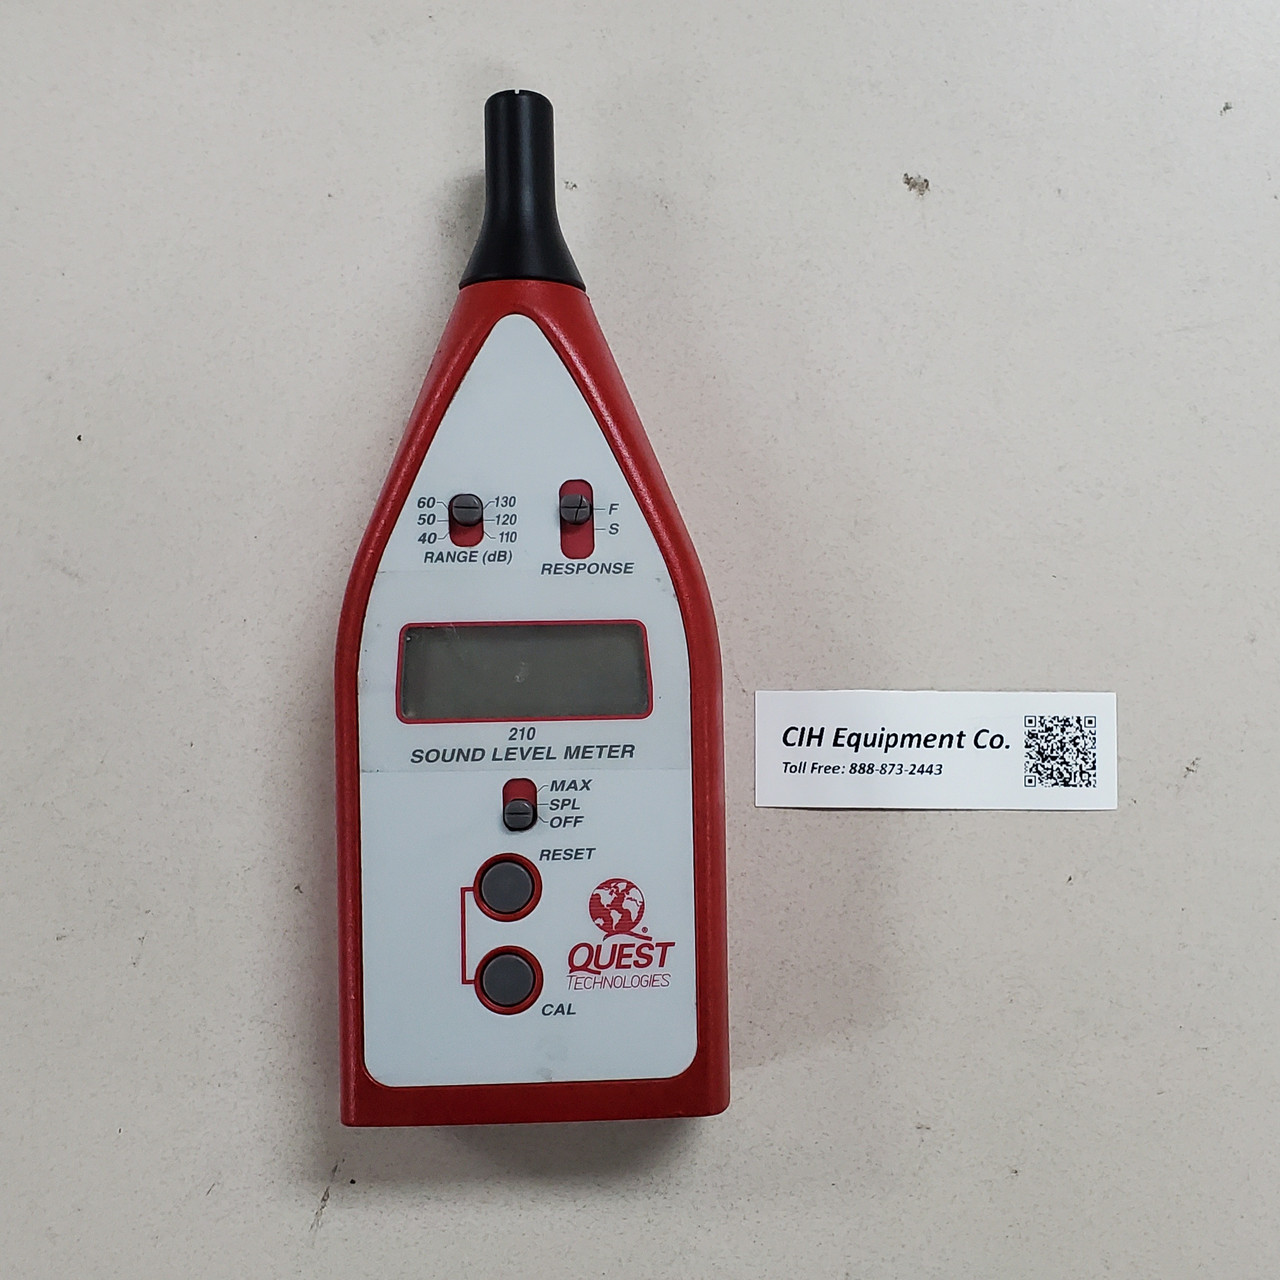 60 130
50 120
40 110
RANGE (dB)
F
S
RESPONSE
210
SOUND LEVEL METER
MAX
SPL
OFF
RESET
QUEST®
TECHNOLOGIES
CAL
CIH Equipment Co.
Toll Free: 888-873-2443